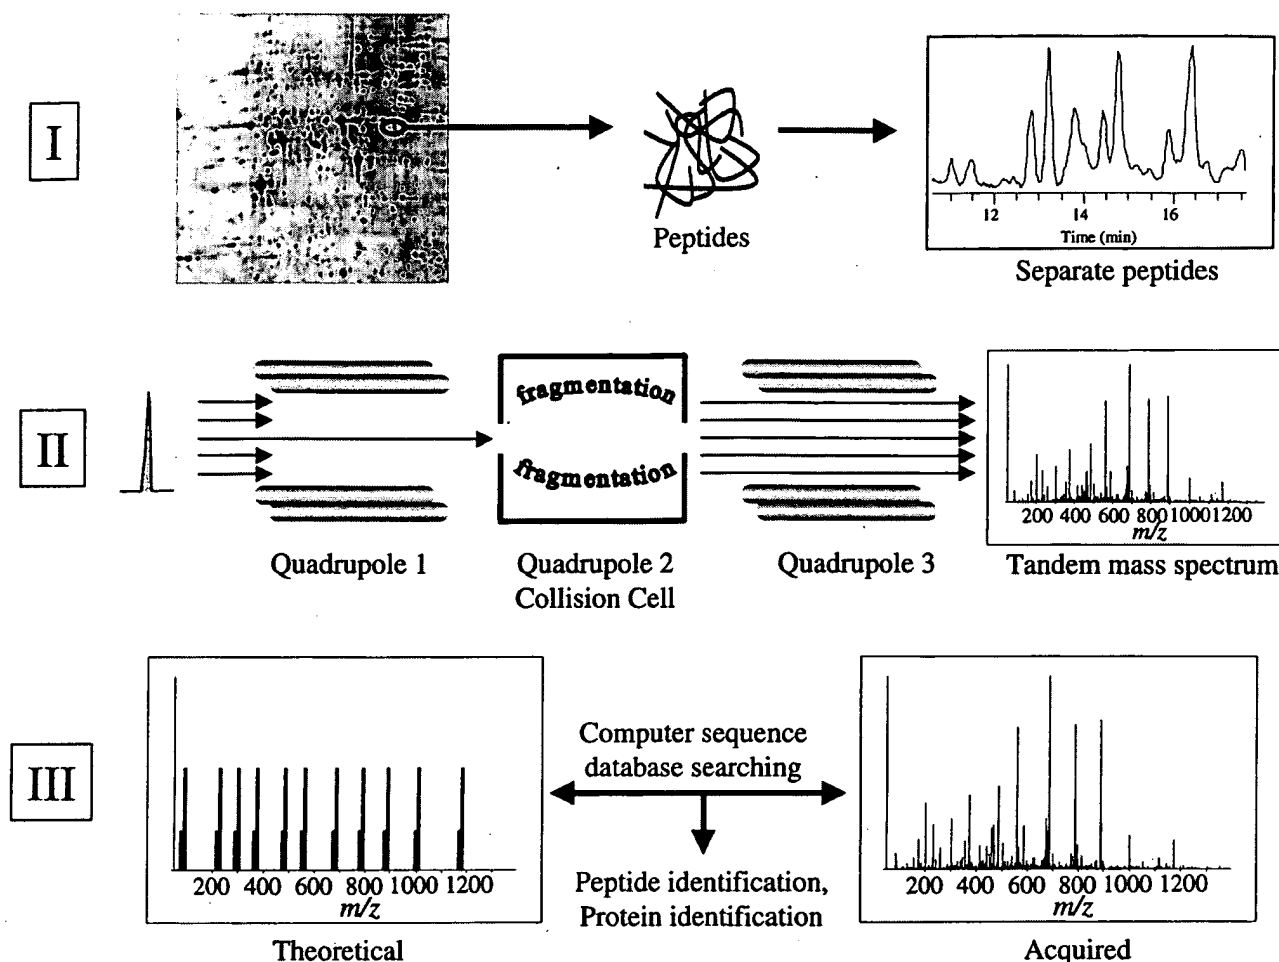 I
Peptides
12 14 16
Time (min)
Separate peptides
II
fragmentation
fragmentation
200 400 600 800 1000 1200
m/z
Quadrupole 1
Quadrupole 2
Collision Cell
Quadrupole 3
Tandem mass spectrum
III
Computer sequence
database searching
Peptide identification,
Protein identification
200 400 600 800 1000 1200
m/z
Theoretical
200 400 600 800 1000 1200
m/z
Acquired